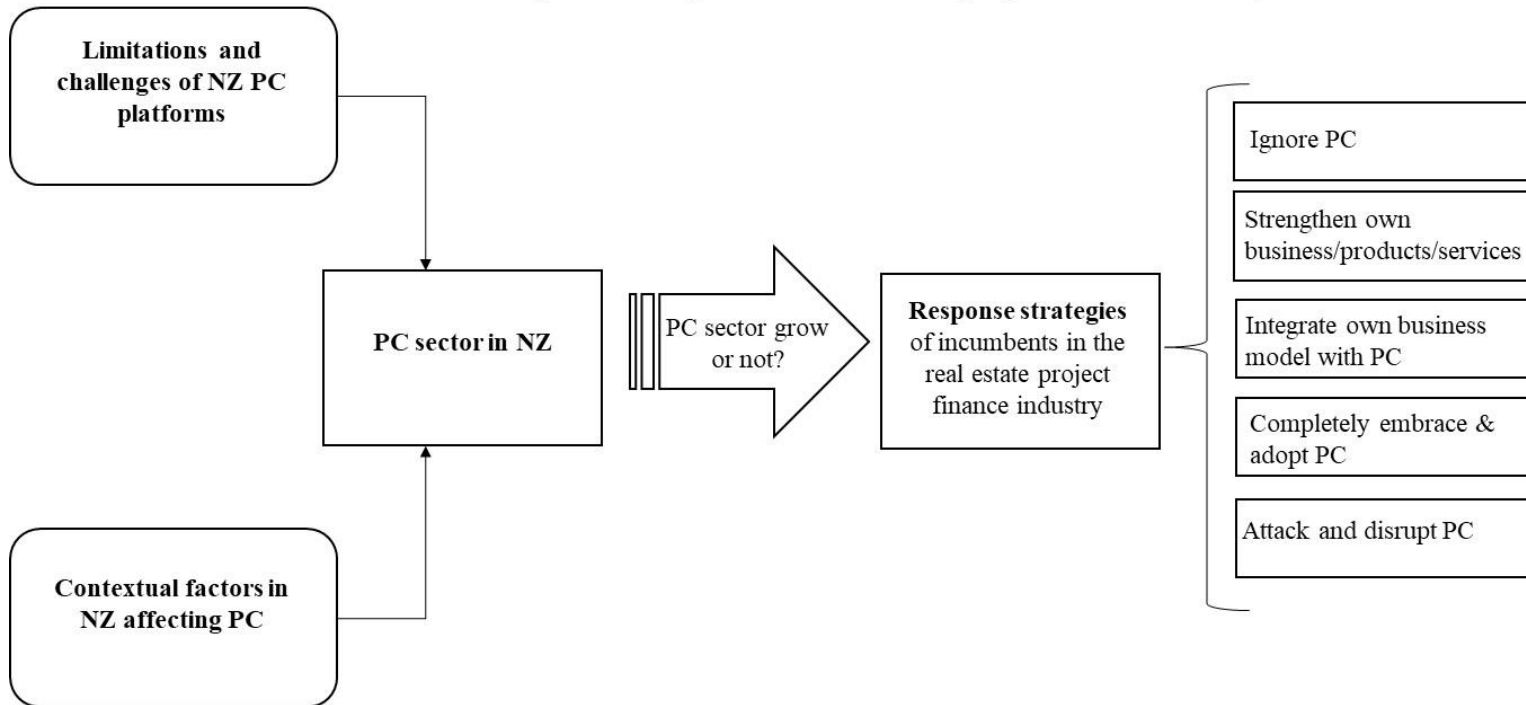 Limitations and
challenges of NZ PC
platforms
PC sector in NZ
Contextual factors in
NZ affecting PC
PC sector grow
or not?
Response strategies
of incumbents in the
real estate project
finance industry
Ignore PC
Strengthen own
business/products/services
Integrate own business
model with PC
Completely embrace &
adopt PC
Attack and disrupt PC